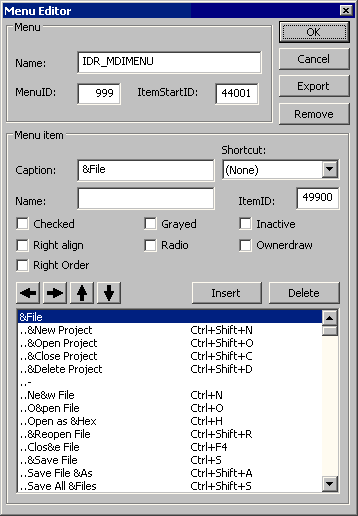 Menu Editor
Menu
OK
Name: IDR_MDIMENU
Cancel
MenuID: 999 ItemStartID: 44001
Export
Remove
Menu item
Shortcut:
Caption: &File (None)
Name: ItemID: 49900
Checked Grayed Inactive
Right align Radio Ownerdraw
Right Order
Insert Delete
&File
..&New Project Ctrl+Shift+N
..&Open Project Ctrl+Shift+O
..&Close Project Ctrl+Shift+C
..&Delete Project Ctrl+Shift+D
..-
..Ne&w File Ctrl+N
..O&pen File Ctrl+O
..Open as &Hex Ctrl+H
..&Reopen File Ctrl+Shift+R
..Clos&e File Ctrl+F4
..&Save File Ctrl+S
..Save File &As Ctrl+Shift+A
..Save All &Files Ctrl+Shift+S